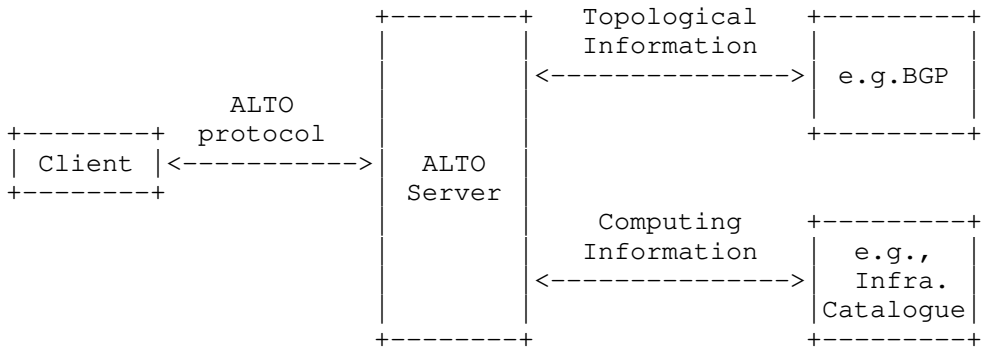 Topological
Information
e.g.BGP
ALTO
protocol
Client
ALTO
Server
Computing
Information
e.g.,
Infra.
Catalogue